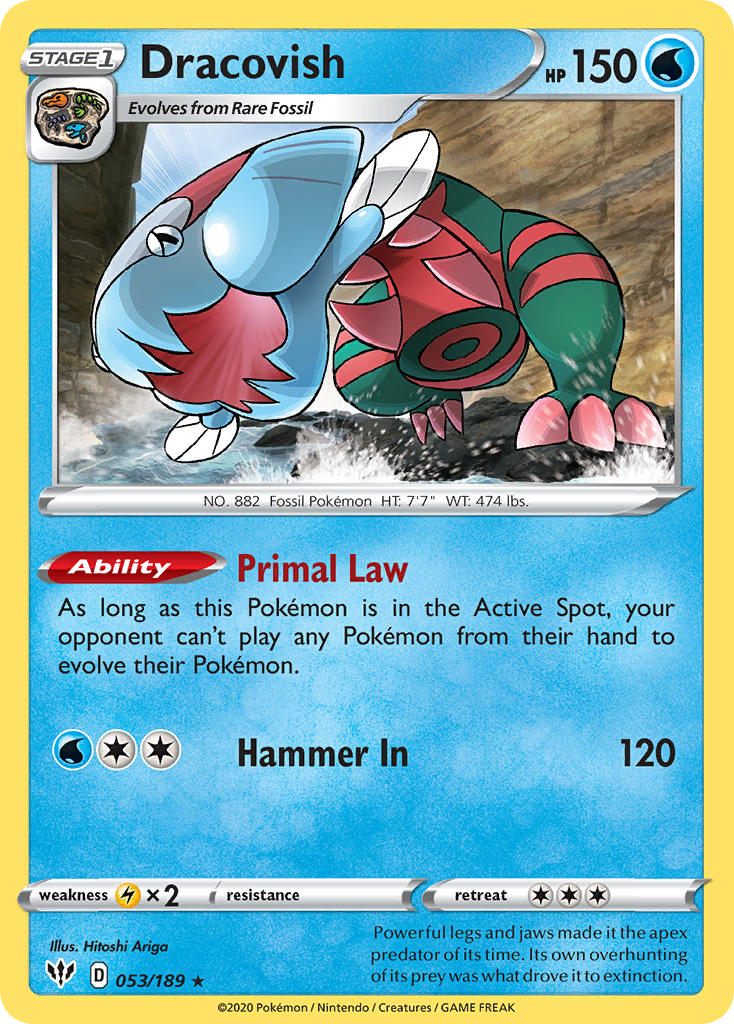 STAGE1
Dracovish
HP 150
Evolves from Rare Fossil
NO. 882 Fossil Pokémon HT: 7'7" WT: 474 lbs.
Ability Primal Law
As long as this Pokémon is in the Active Spot, your
opponent can't play any Pokémon from their hand to
evolve their Pokémon.
Hammer In 120
weakness ×2 resistance retreat
Illus. Hitoshi Ariga
Powerful legs and jaws made it the apex
predator of its time. Its own overhunting
of its prey was what drove it to extinction.
D 053/189 ★
©2020 Pokémon / Nintendo / Creatures / GAME FREAK